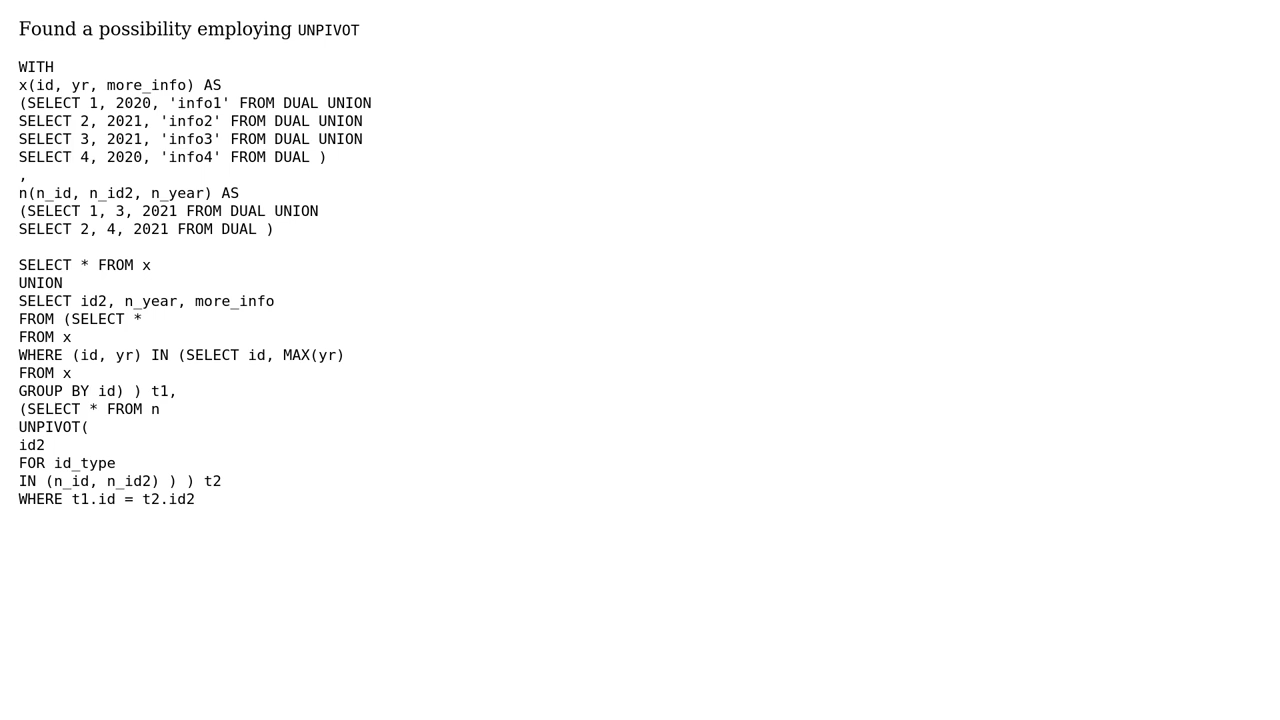 Found a possibility employing UNPIVOT
WITH
x(id, yr, more_info) AS
(SELECT 1, 2020, 'info1' FROM DUAL UNION
SELECT 2, 2021, 'info2' FROM DUAL UNION
SELECT 3, 2021, 'info3' FROM DUAL UNION
SELECT 4, 2020, 'info4' FROM DUAL )
,
n(n_id, n_id2, n_year) AS
(SELECT 1, 3, 2021 FROM DUAL UNION
SELECT 2, 4, 2021 FROM DUAL )
SELECT * FROM x
UNION
SELECT id2, n_year, more_info
FROM (SELECT *
FROM x
WHERE (id, yr) IN (SELECT id, MAX(yr)
FROM x
GROUP BY id) ) t1,
(SELECT * FROM n
UNPIVOT(
id2
FOR id_type
IN (n_id, n_id2) ) ) t2
WHERE t1.id = t2.id2